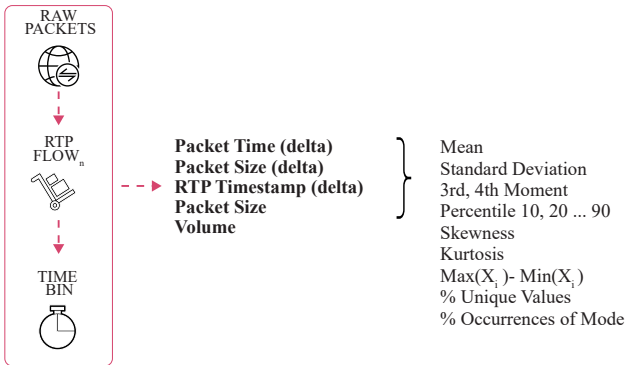 RAW
PACKETS
RTP
FLOWn
TIME
BIN
Packet Time (delta)
Packet Size (delta)
RTP Timestamp (delta)
Packet Size
Volume
Mean
Standard Deviation
3rd, 4th Moment
Percentile 10, 20 ... 90
Skewness
Kurtosis
Max(Xi )- Min(Xi )
% Unique Values
% Occurrences of Mode